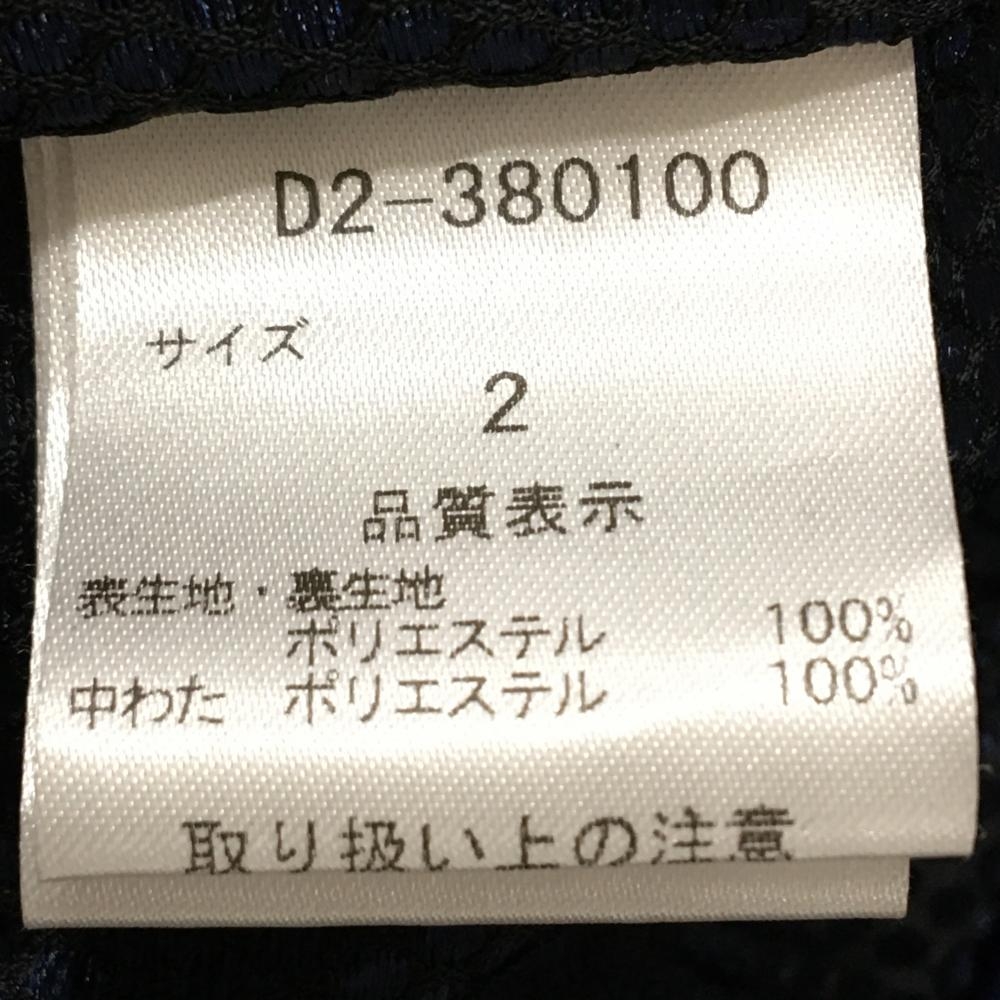 D2-380100
サイズ
2
品質表示
表生地・裏生地
ポリエステル 100%
中わた ポリエステル 100%
取り扱い上の注意